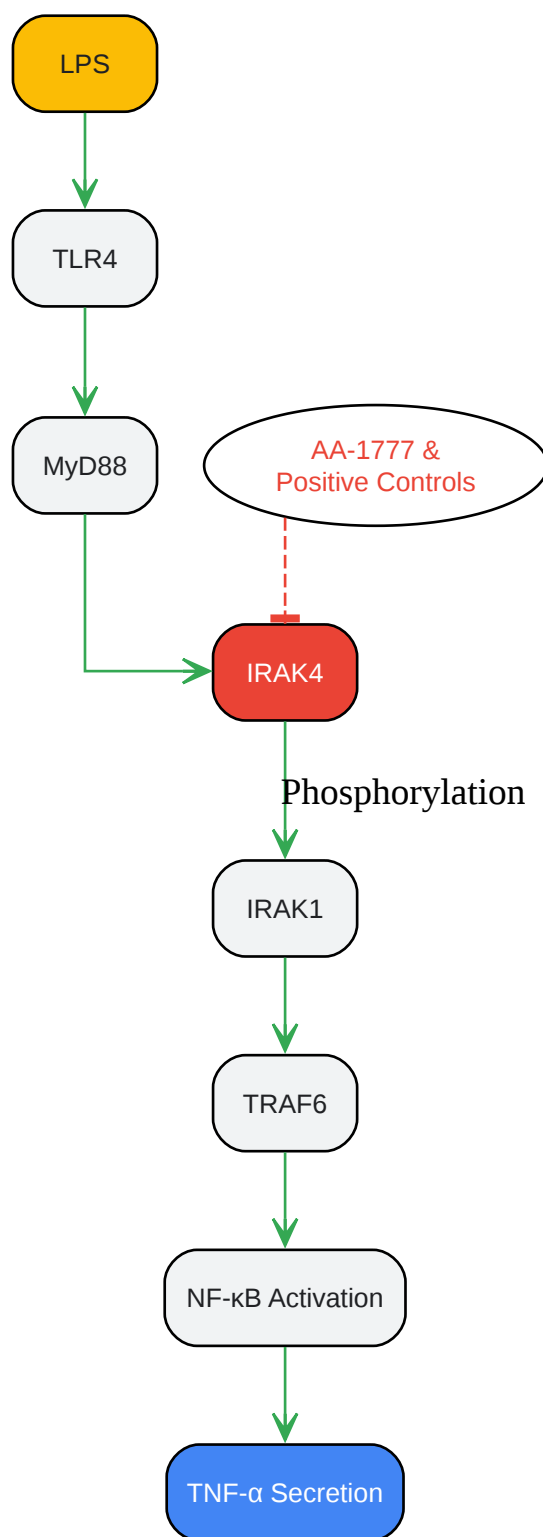 LPS
TLR4
MyD88
AA-1777 &
Positive Controls
IRAK4
Phosphorylation
IRAK1
TRAF6
NF-κB Activation
TNF-α Secretion